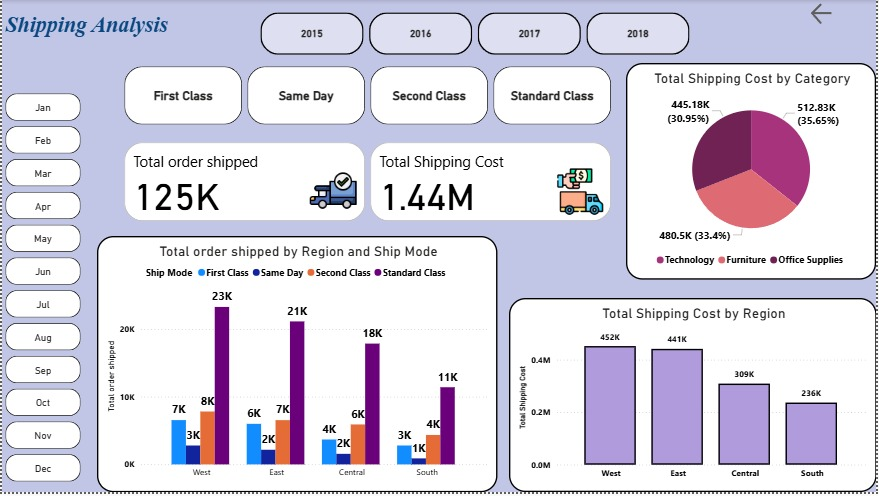 Shipping Analysis
2015
2016
2017
2018
Jan
Feb
Mar
Apr
May
Jun
Jul
Aug
Sep
Oct
Nov
Dec
First Class
Same Day
Second Class
Standard Class
Total order shipped
125K
Total Shipping Cost
1.44M
Total Shipping Cost by Category
445.18K
(30.95%)
512.83K
(35.65%)
480.5K (33.4%)
Technology Furniture Office Supplies
Total order shipped by Region and Ship Mode
Ship Mode First Class Same Day Second Class Standard Class
Total order shipped
20K
10K
0K
7K
3K
8K
23K
6K
2K
7K
21K
4K
2K
6K
18K
3K
1K
4K
11K
West
East
Central
South
Total Shipping Cost by Region
Total Shipping Cost
0.4M
0.2M
0.0M
452K
441K
309K
236K
West
East
Central
South